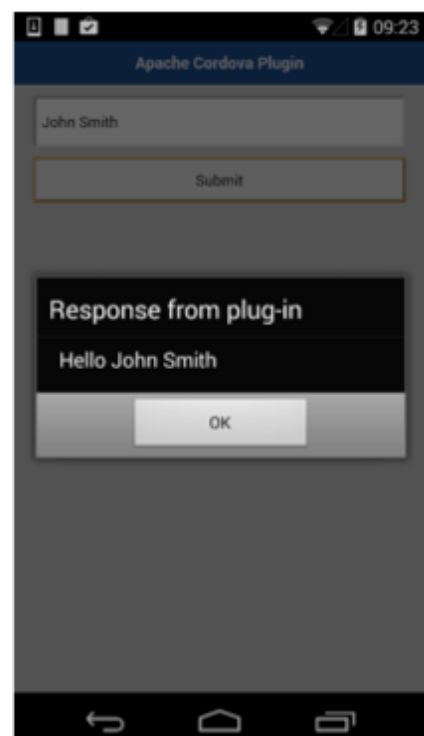 09:23
Apache Cordova Plugin
John Smith
Submit
Response from plug-in
Hello John Smith
OK